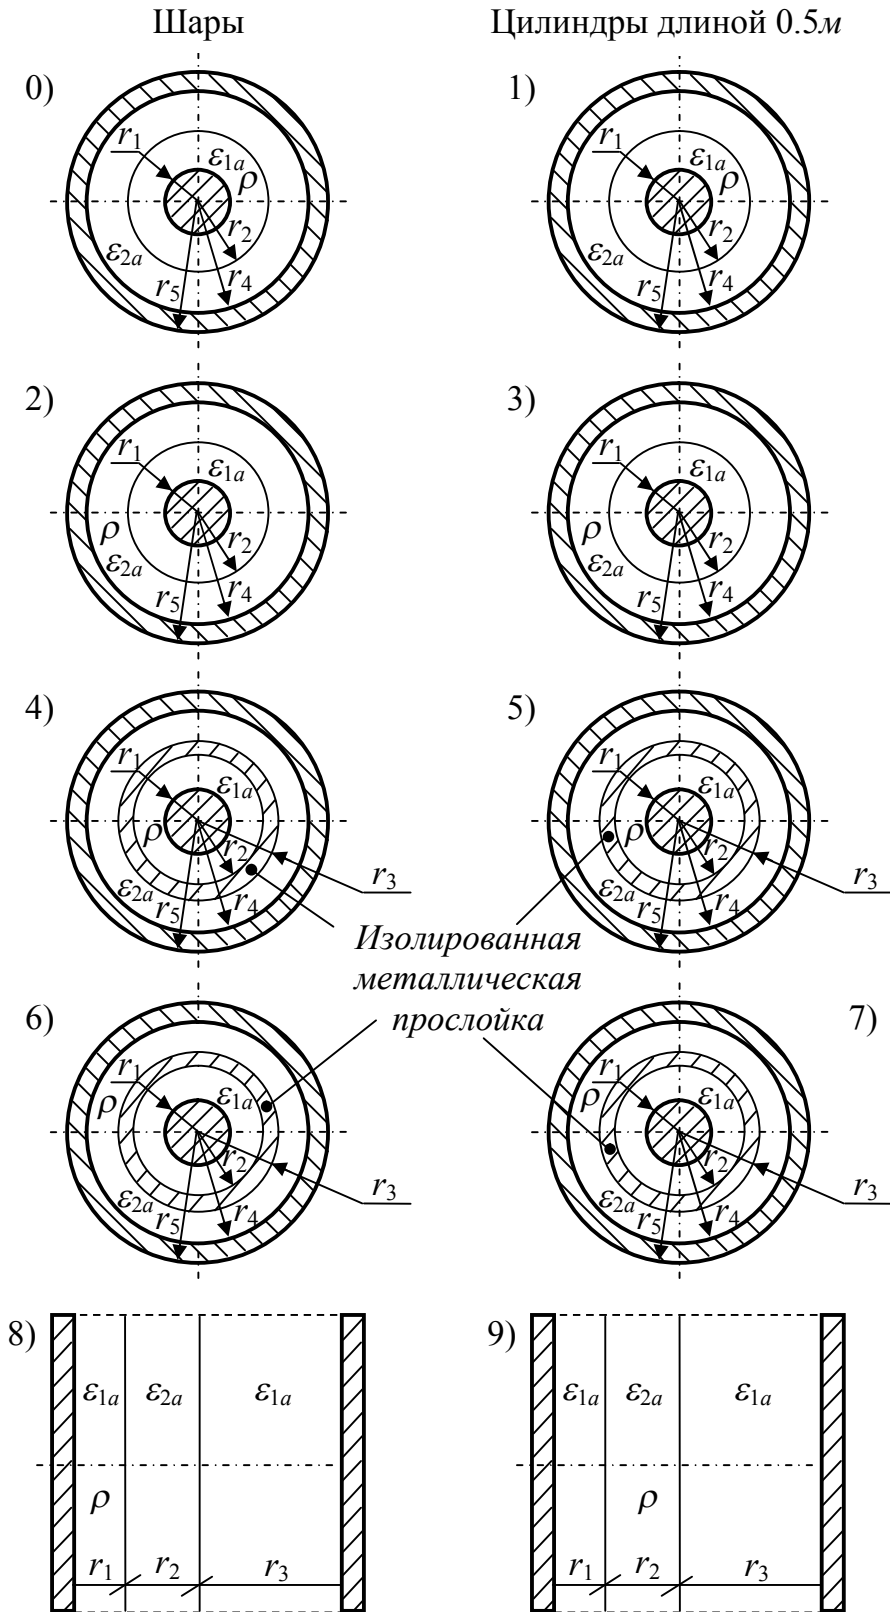 Шары Цилиндры длиной 0.5м
0) 1)
r₁ ε₁ₐ ρ r₂ ε₂ₐ r₄ r₅
r₁ ε₁ₐ ρ r₂ ε₂ₐ r₄ r₅
2) 3)
r₁ ε₁ₐ ρ r₂ ε₂ₐ r₄ r₅
r₁ ε₁ₐ ρ r₂ ε₂ₐ r₄ r₅
4) 5)
r₁ ε₁ₐ ρ r₂ r₃ ε₂ₐ r₄ r₅
r₁ ε₁ₐ ρ r₂ r₃ ε₂ₐ r₄ r₅
Изолированная
металлическая
прослойка
6) 7)
r₁ ε₁ₐ ρ r₂ r₃ ε₂ₐ r₄ r₅
r₁ ε₁ₐ ρ r₂ r₃ ε₂ₐ r₄ r₅
8) 9)
ε₁ₐ ε₂ₐ ε₁ₐ
ρ
r₁ r₂ r₃
ε₁ₐ ε₂ₐ ε₁ₐ
ρ
r₁ r₂ r₃